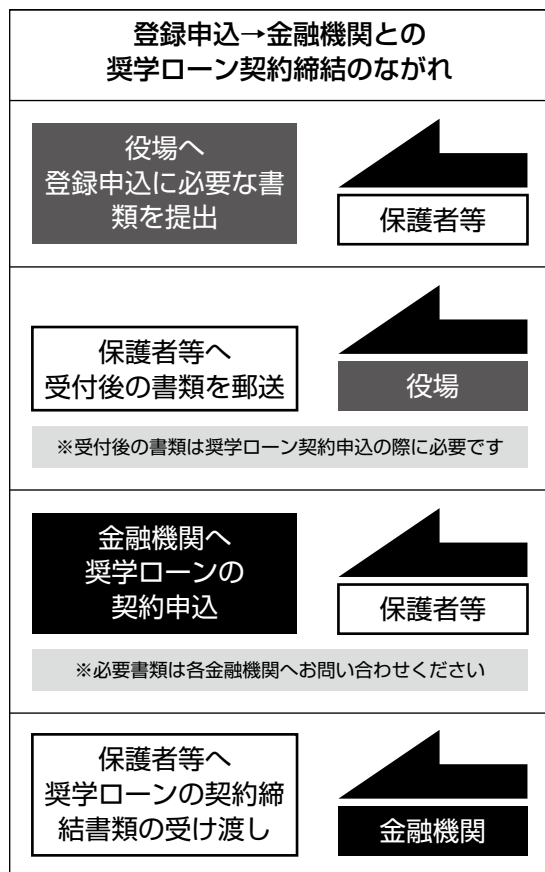 登録申込→金融機関との
奨学ローン契約締結のながれ
役場へ
登録申込に必要な書
類を提出
保護者等
保護者等へ
受付後の書類を郵送
役場
※受付後の書類は奨学ローン契約申込の際に必要です
金融機関へ
奨学ローンの
契約申込
保護者等
※必要書類は各金融機関へお問い合わせください
保護者等へ
奨学ローンの契約締
結書類の受け渡し
金融機関